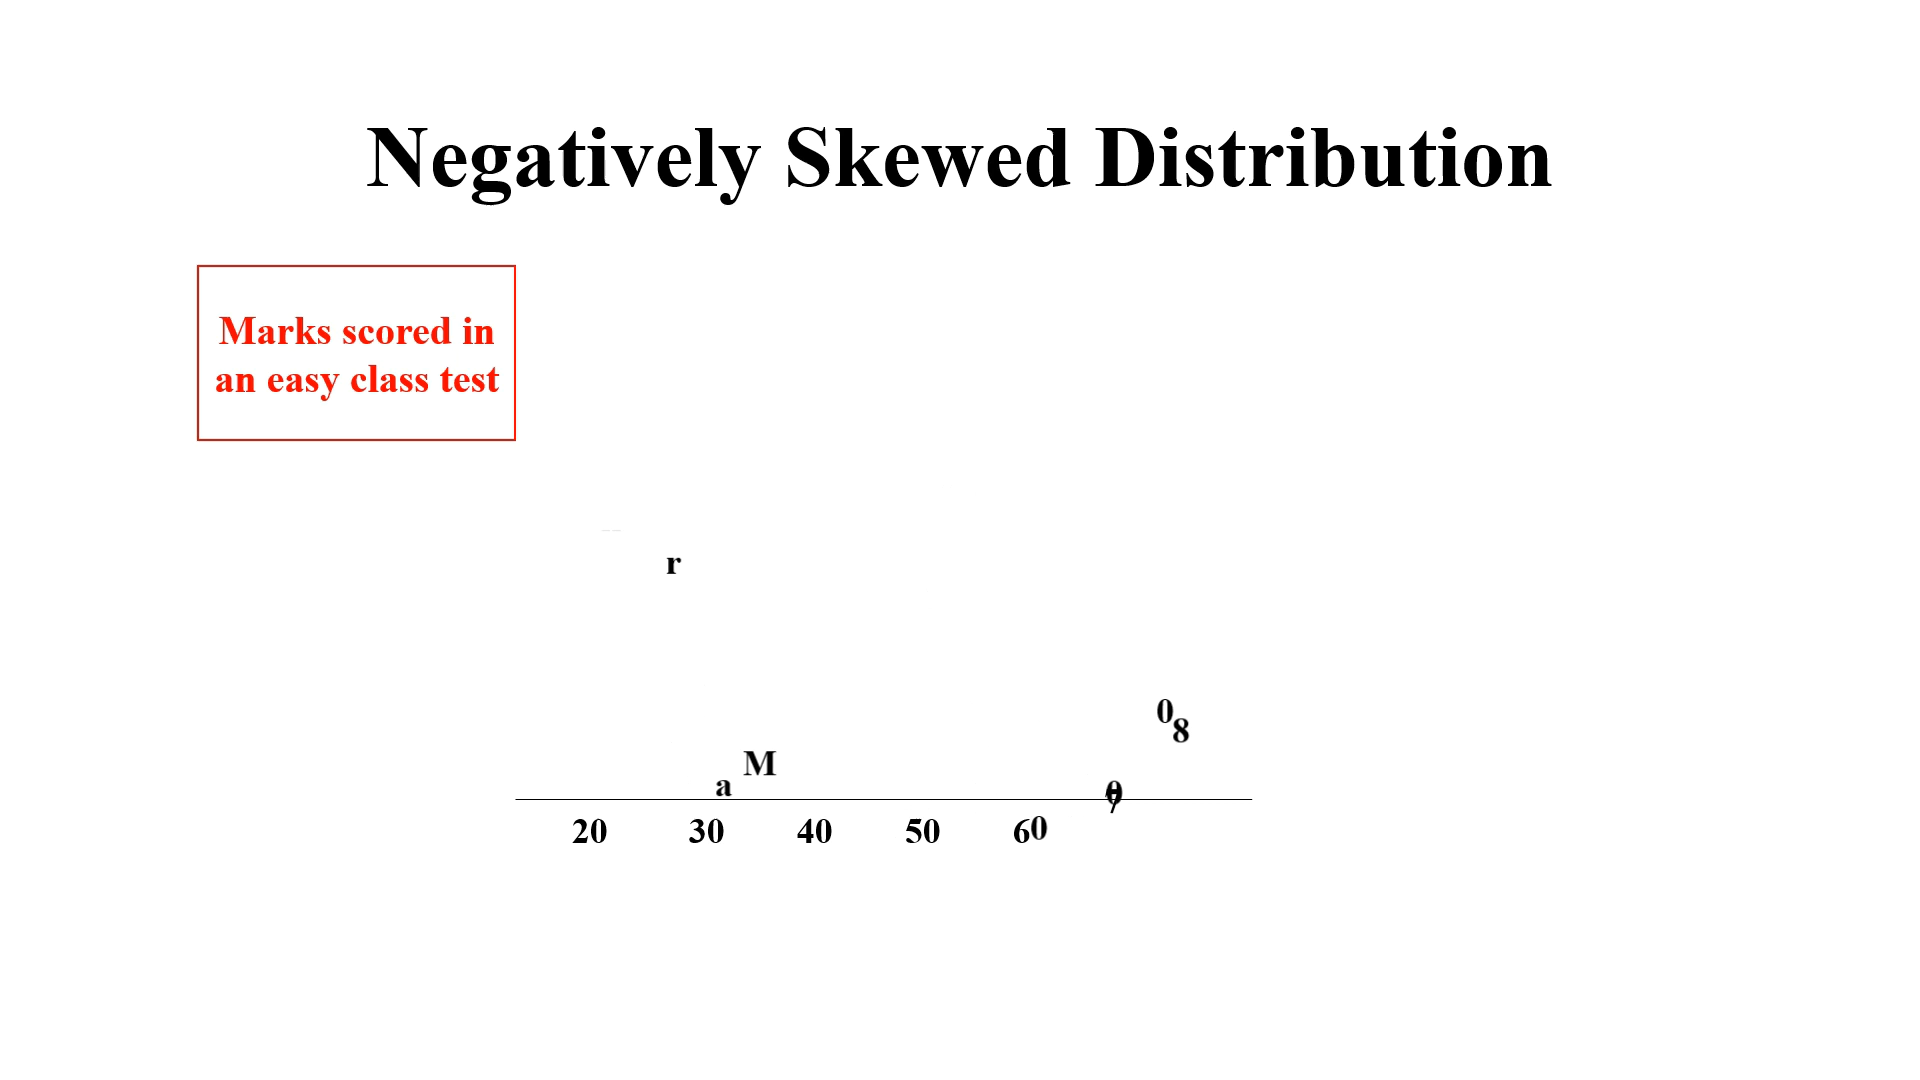 Negatively Skewed Distribution
Marks scored in
an easy class test
r
08
M
a
20 30 40 50 60